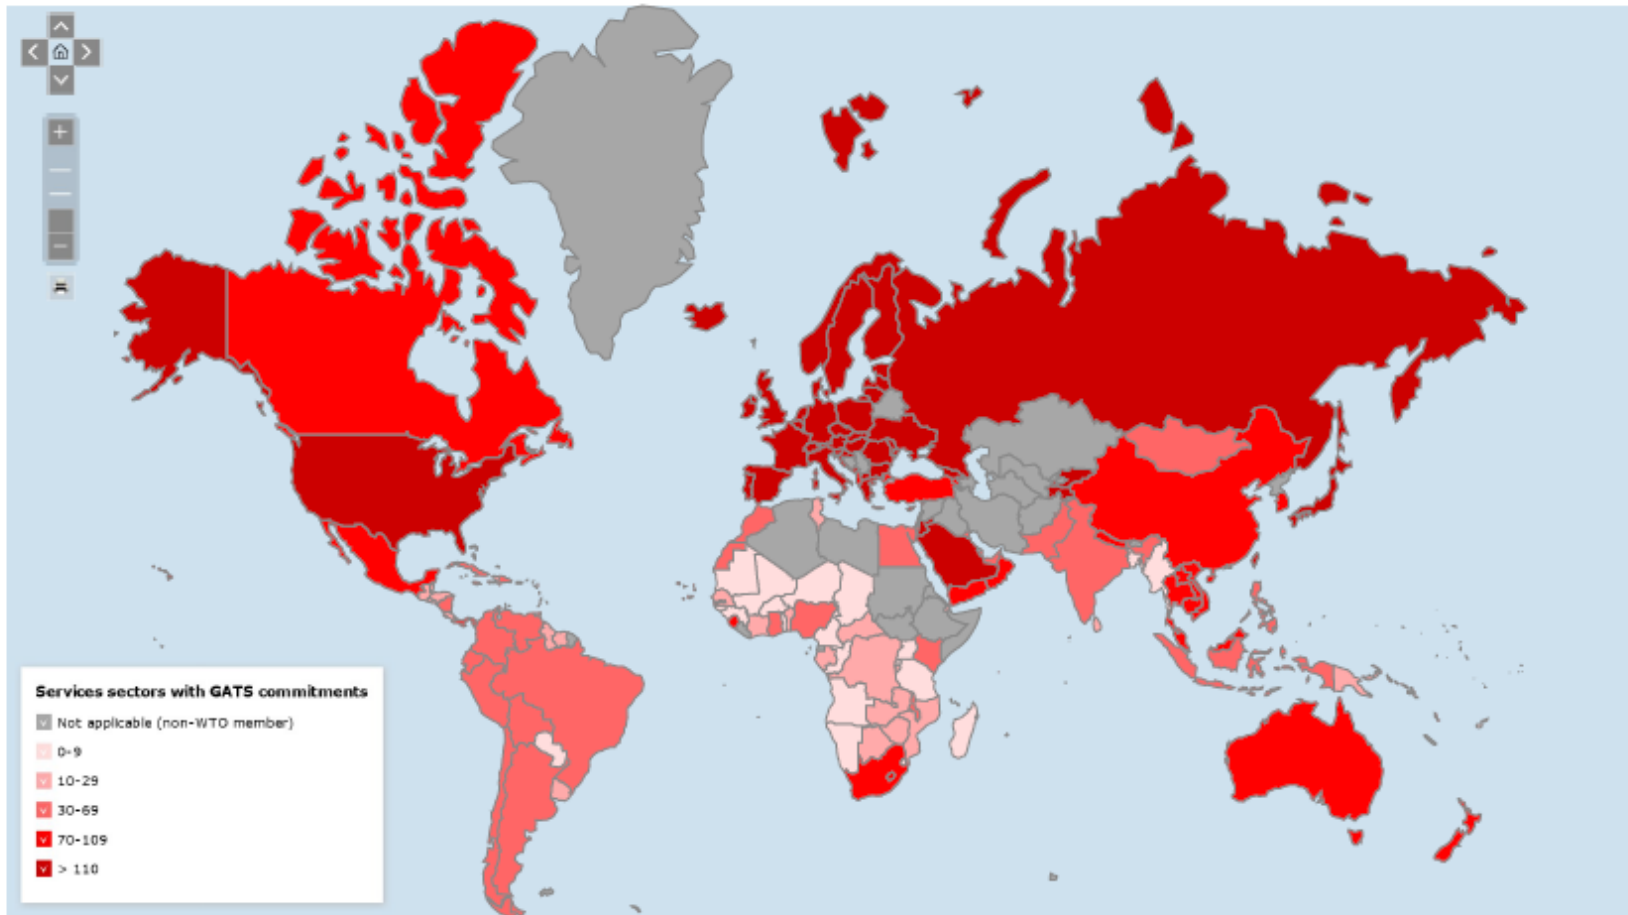 Services sectors with GATS commitments
Not applicable (non-WTO member)
0-9
10-29
30-69
70-109
> 110